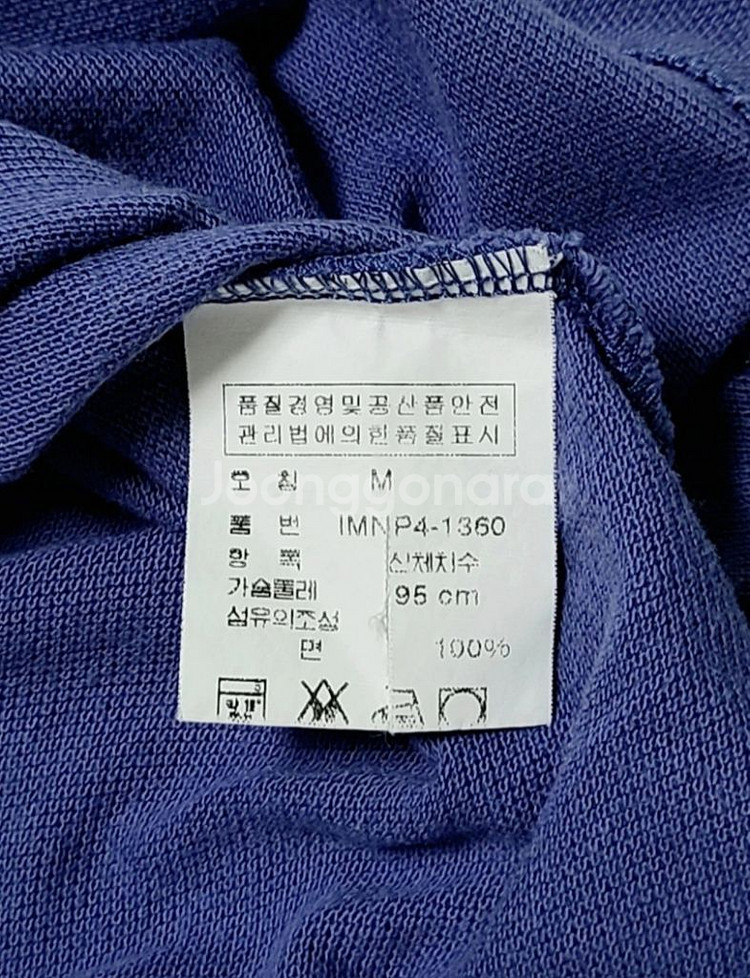 품질경영및공산품안전
관리법에의한품질표시
호 칭 M
Joonggonara
품 번 IMNP4-1360
항 목 신체치수
가슴둘레 95 cm
섬유의조성
면 100%